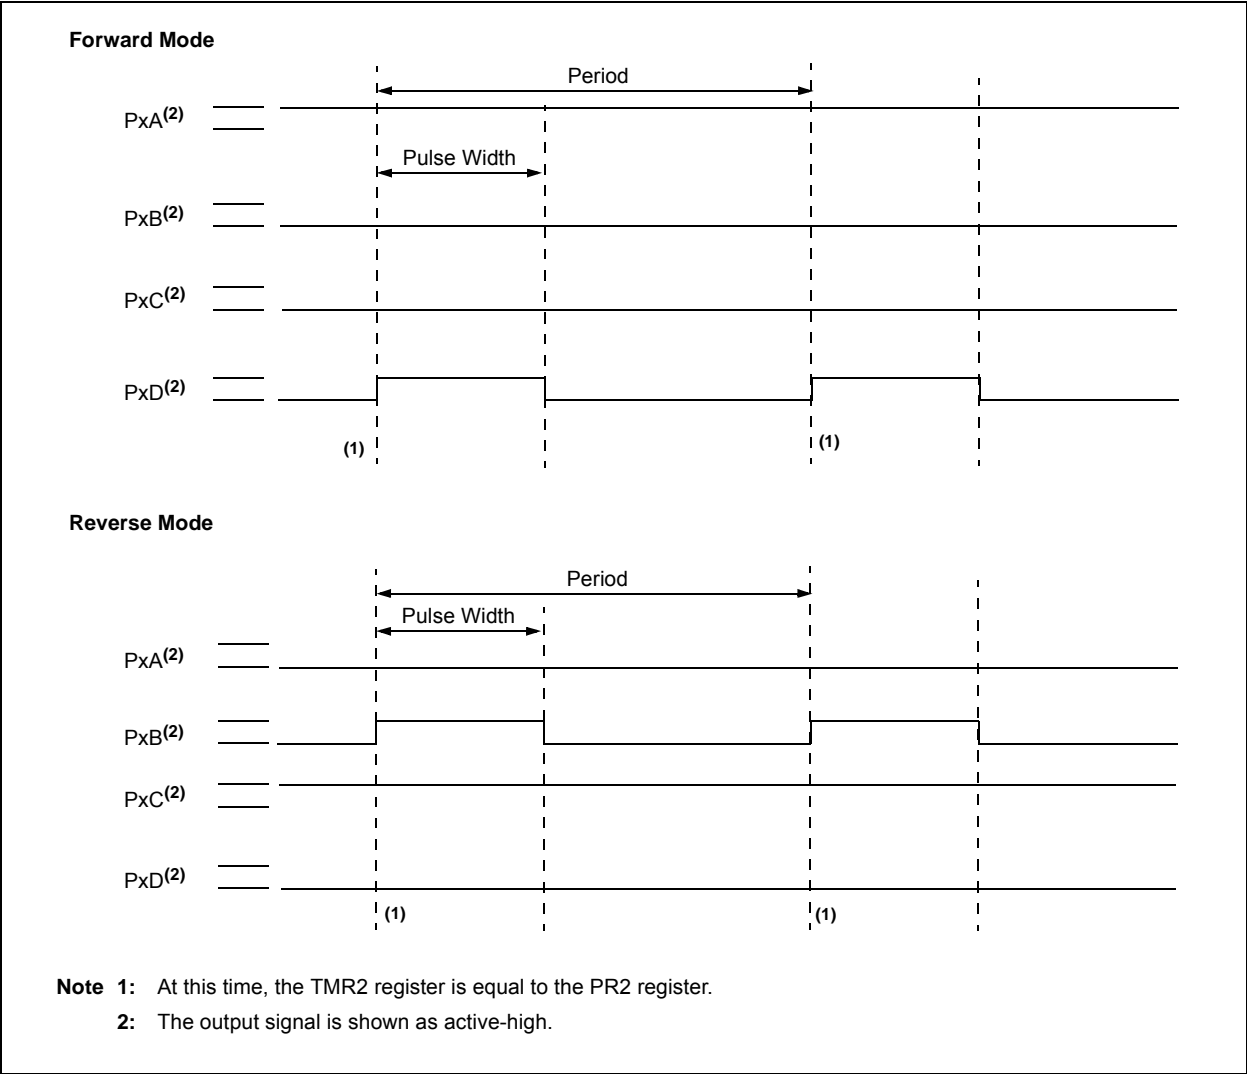 Forward Mode
Period
PxA(2)
Pulse Width
PxB(2)
PxC(2)
PxD(2)
(1) (1)
Reverse Mode
Period
Pulse Width
PxA(2)
PxB(2)
PxC(2)
PxD(2)
(1) (1)
Note 1: At this time, the TMR2 register is equal to the PR2 register.
2: The output signal is shown as active-high.